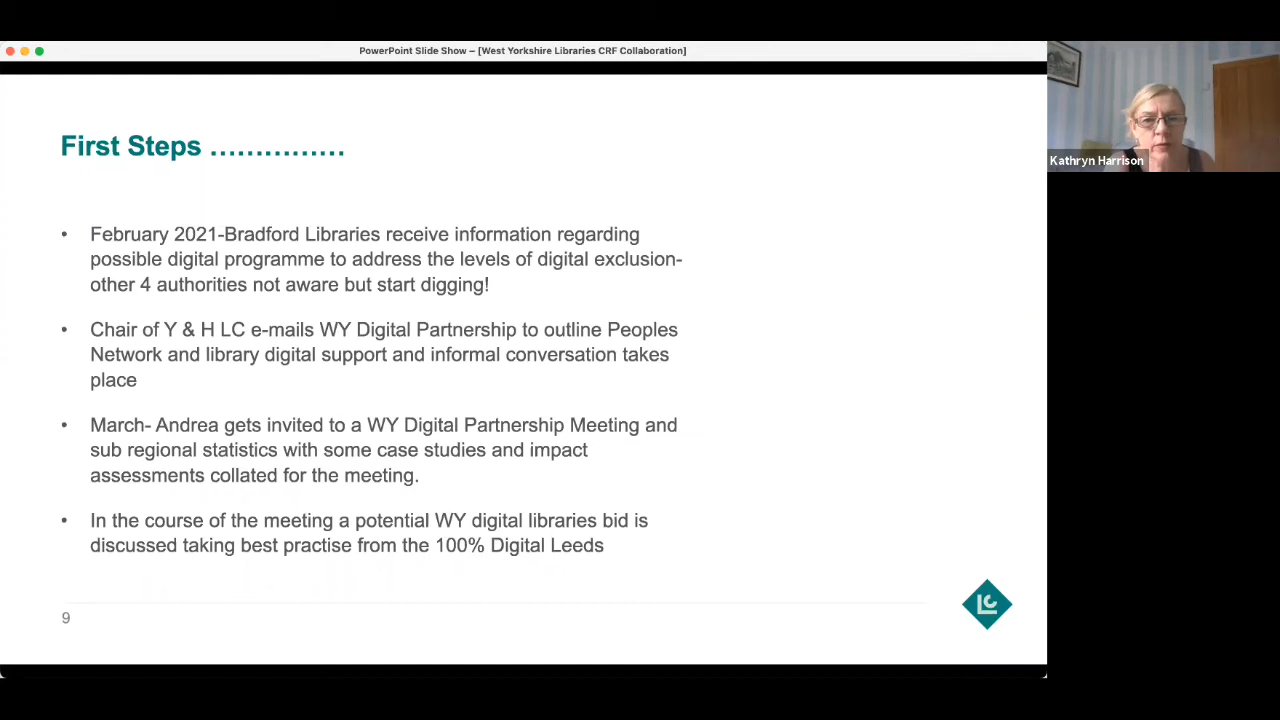 PowerPoint Slide Show – [West Yorkshire Libraries CRF Collaboration]
First Steps ……………
• February 2021-Bradford Libraries receive information regarding
possible digital programme to address the levels of digital exclusion-
other 4 authorities not aware but start digging!
• Chair of Y & H LC e-mails WY Digital Partnership to outline Peoples
Network and library digital support and informal conversation takes
place
• March- Andrea gets invited to a WY Digital Partnership Meeting and
sub regional statistics with some case studies and impact
assessments collated for the meeting.
• In the course of the meeting a potential WY digital libraries bid is
discussed taking best practise from the 100% Digital Leeds
9
LC
Kathryn Harrison